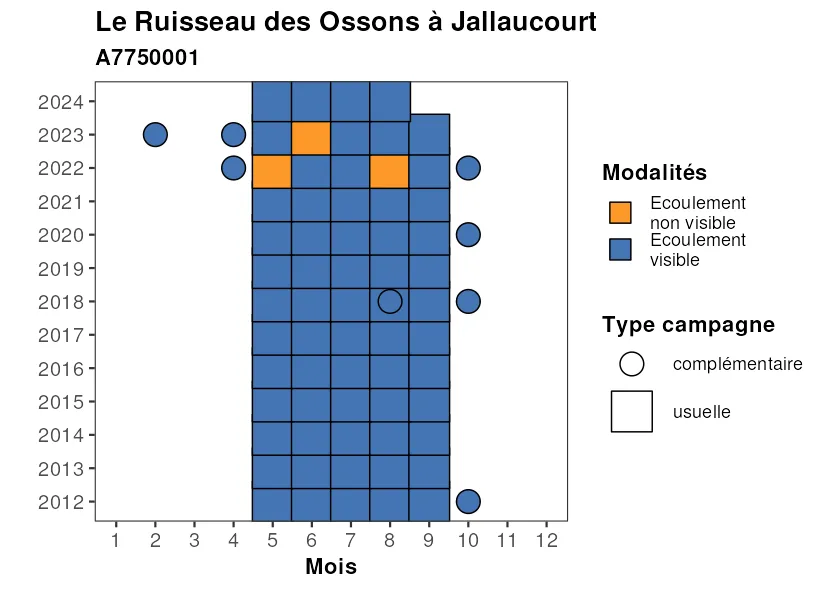 Le Ruisseau des Ossons à Jallaucourt
A7750001
2024
2023
2022
2021
2020
2019
2018
2017
2016
2015
2014
2013
2012
1 2 3 4 5 6 7 8 9 10 11 12
Mois
Modalités
Ecoulement
non visible
Ecoulement
visible
Type campagne
complémentaire
usuelle